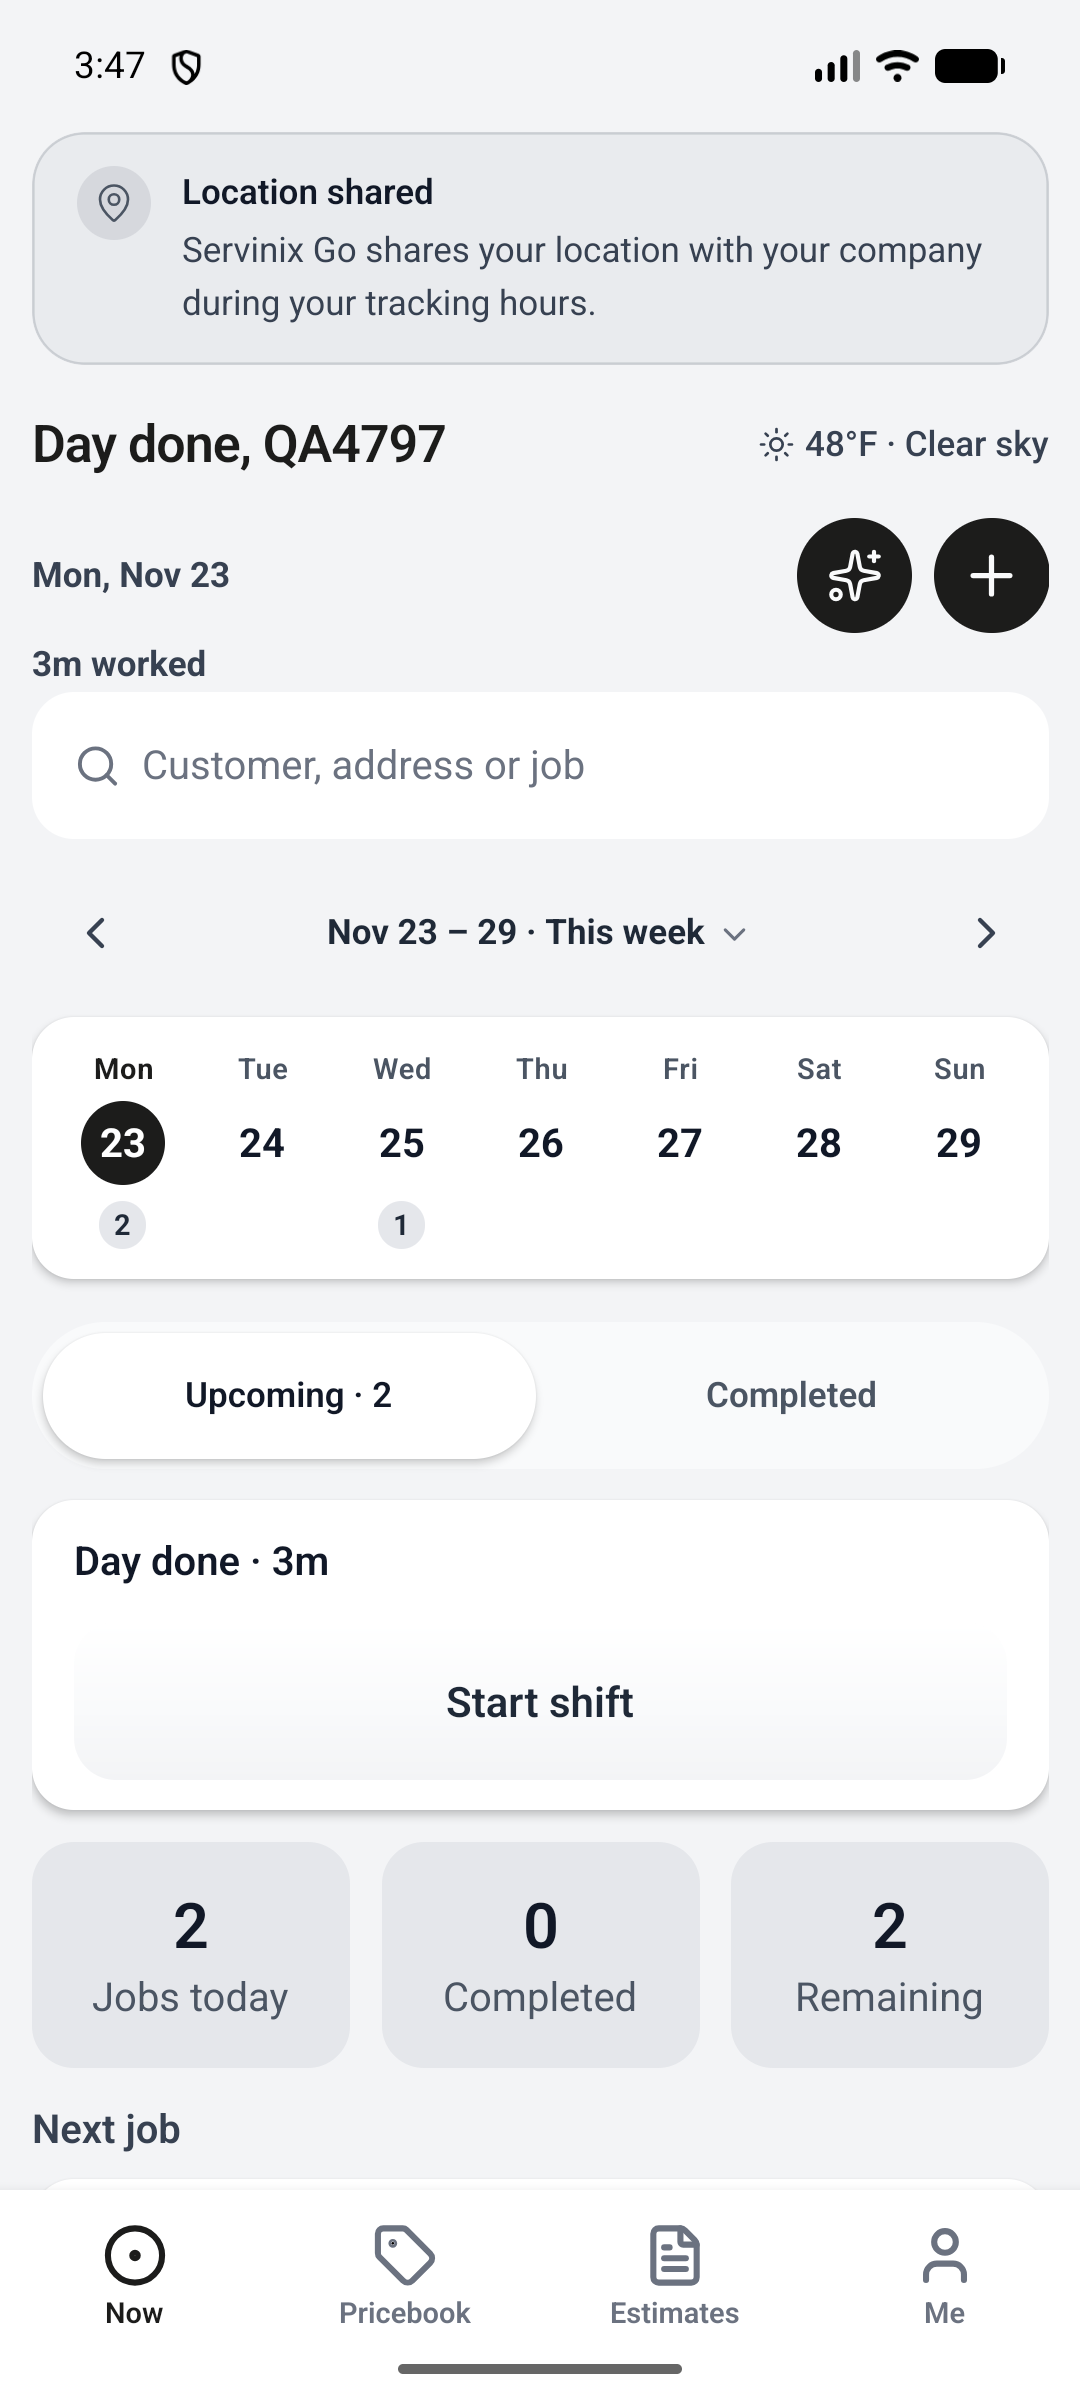 3:47
Location shared
Servinix Go shares your location with your company
during your tracking hours.
Day done, QA4797
48°F · Clear sky
Mon, Nov 23
3m worked
Customer, address or job
Nov 23 – 29 · This week
Mon Tue Wed Thu Fri Sat Sun
23 24 25 26 27 28 29
2 1
Upcoming · 2
Completed
Day done · 3m
Start shift
2 0 2
Jobs today Completed Remaining
Next job
Now Pricebook Estimates Me